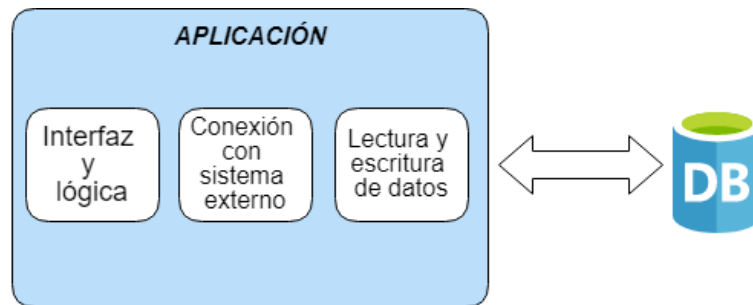 APLICACIÓN
Interfaz
y
lógica
Conexión
con
sistema
externo
Lectura y
escritura
de datos
DB